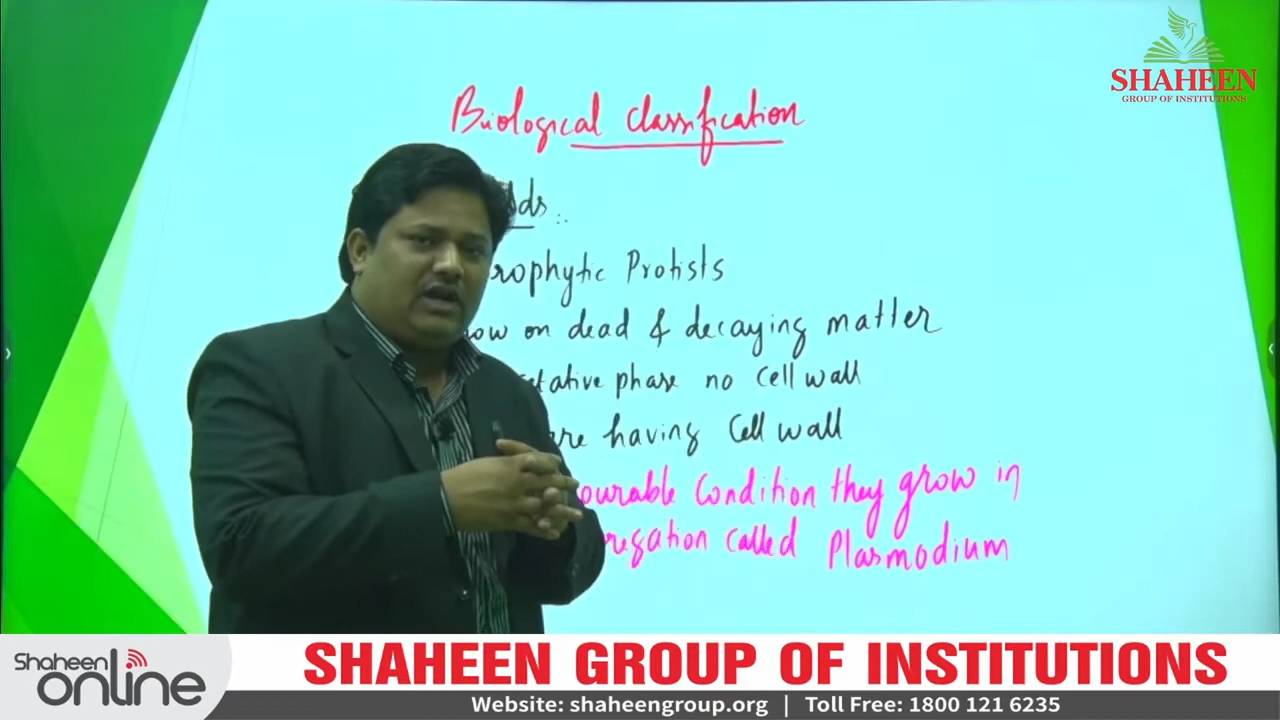 SHAHEEN
GROUP OF INSTITUTIONS
Biological classification
lds :.
rophytic Protists
ow on dead & decaying matter
etative phase no cell wall
are having cell wall
ourable Condition they grow in
regation called Plasmodium
Shaheen
online
SHAHEEN GROUP OF INSTITUTIONS
Website: shaheengroup.org | Toll Free: 1800 121 6235